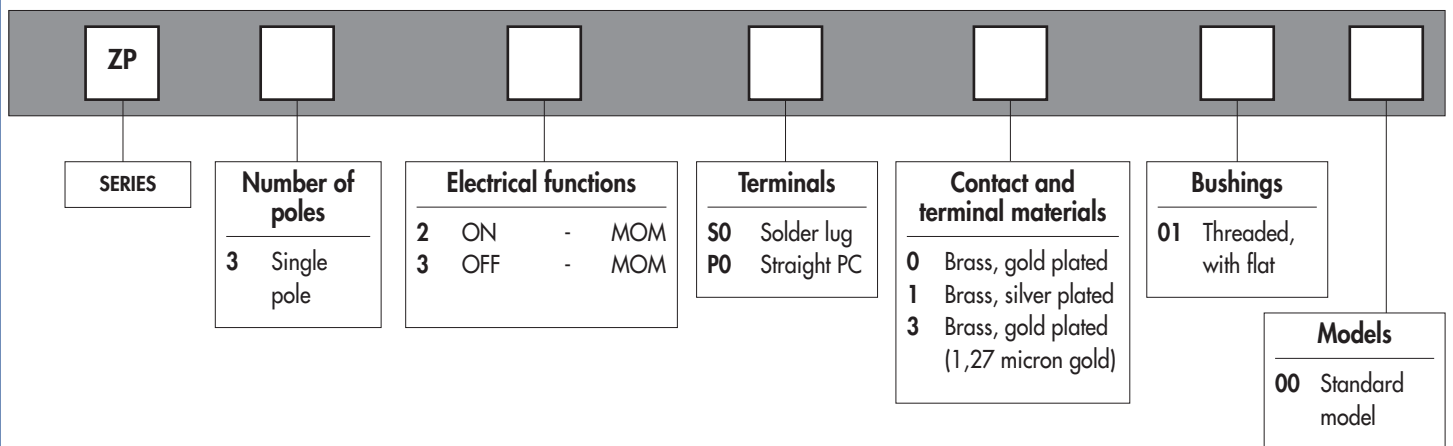 ZP
SERIES
Number of
poles
3 Single
pole
Electrical functions
2 ON - MOM
3 OFF - MOM
Terminals
S0 Solder lug
P0 Straight PC
Contact and
terminal materials
0 Brass, gold plated
1 Brass, silver plated
3 Brass, gold plated
(1,27 micron gold)
Bushings
01 Threaded,
with flat
Models
00 Standard
model